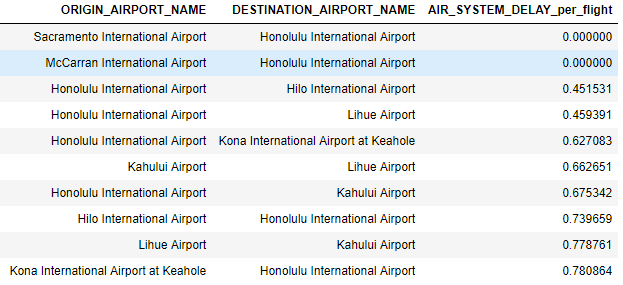 ORIGIN_AIRPORT_NAME DESTINATION_AIRPORT_NAME AIR_SYSTEM_DELAY_per_flight
Sacramento International Airport Honolulu International Airport 0.000000
McCarran International Airport Honolulu International Airport 0.000000
Honolulu International Airport Hilo International Airport 0.451531
Honolulu International Airport Lihue Airport 0.459391
Honolulu International Airport Kona International Airport at Keahole 0.627083
Kahului Airport Lihue Airport 0.662651
Honolulu International Airport Kahului Airport 0.675342
Hilo International Airport Honolulu International Airport 0.739659
Lihue Airport Kahului Airport 0.778761
Kona International Airport at Keahole Honolulu International Airport 0.780864